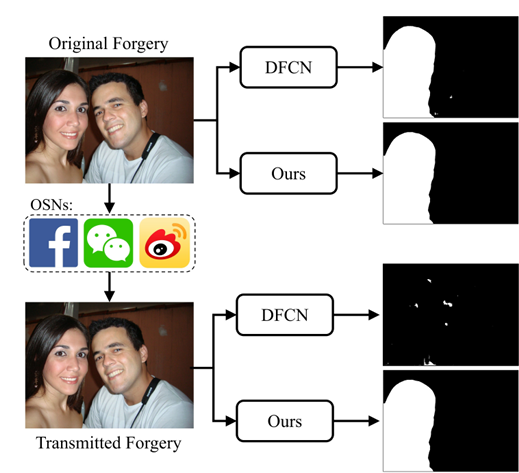 Original Forgery
DFCN
Ours
OSNs:
f
DFCN
Ours
Transmitted Forgery